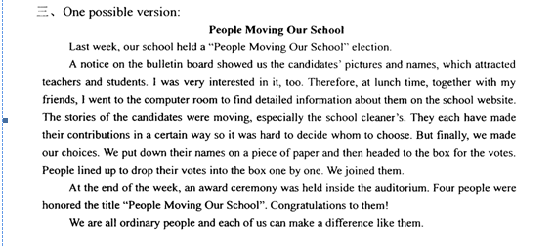 三、One possible version:
People Moving Our School
Last week, our school held a “People Moving Our School” election.
A notice on the bulletin board showed us the candidates’ pictures and names, which attracted
teachers and students. I was very interested in it, too. Therefore, at lunch time, together with my
friends, I went to the computer room to find detailed information about them on the school website.
The stories of the candidates were moving, especially the school cleaner’s. They each have made
their contributions in a certain way so it was hard to decide whom to choose. But finally, we made
our choices. We put down their names on a piece of paper and then headed to the box for the votes.
People lined up to drop their votes into the box one by one. We joined them.
At the end of the week, an award ceremony was held inside the auditorium. Four people were
honored the title “People Moving Our School”. Congratulations to them!
We are all ordinary people and each of us can make a difference like them.